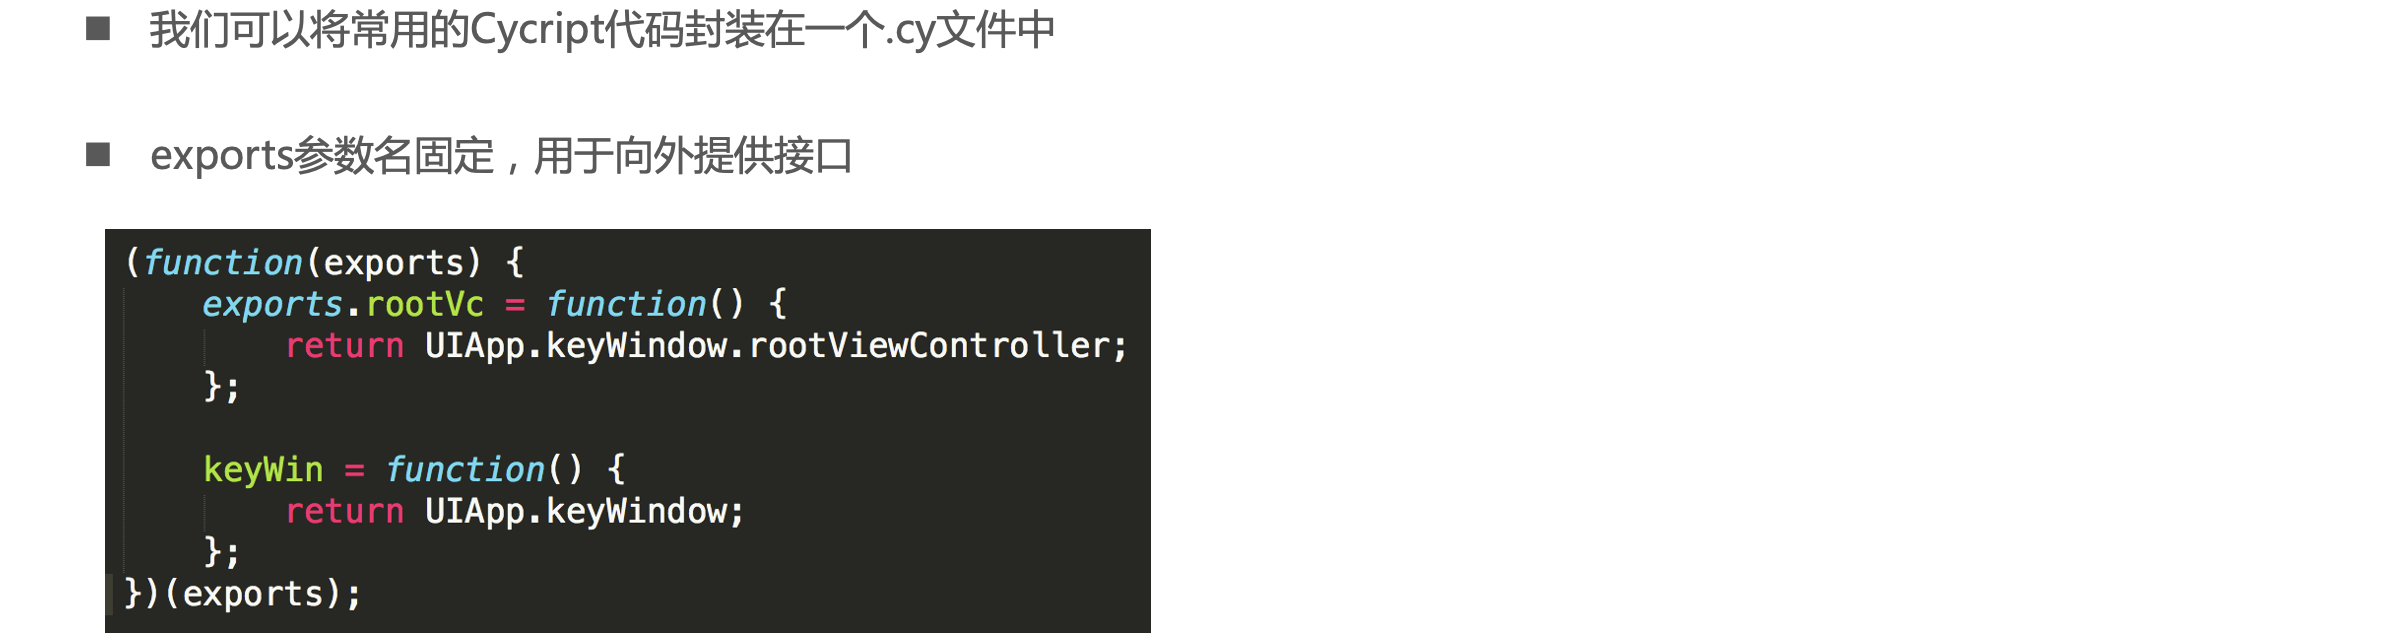 ■ 我们可以将常用的Cycript代码封装在一个.cy文件中
■ exports参数名固定，用于向外提供接口
(function(exports) {
    exports.rootVc = function() {
        return UIApp.keyWindow.rootViewController;
    };

    keyWin = function() {
        return UIApp.keyWindow;
    };
})(exports);